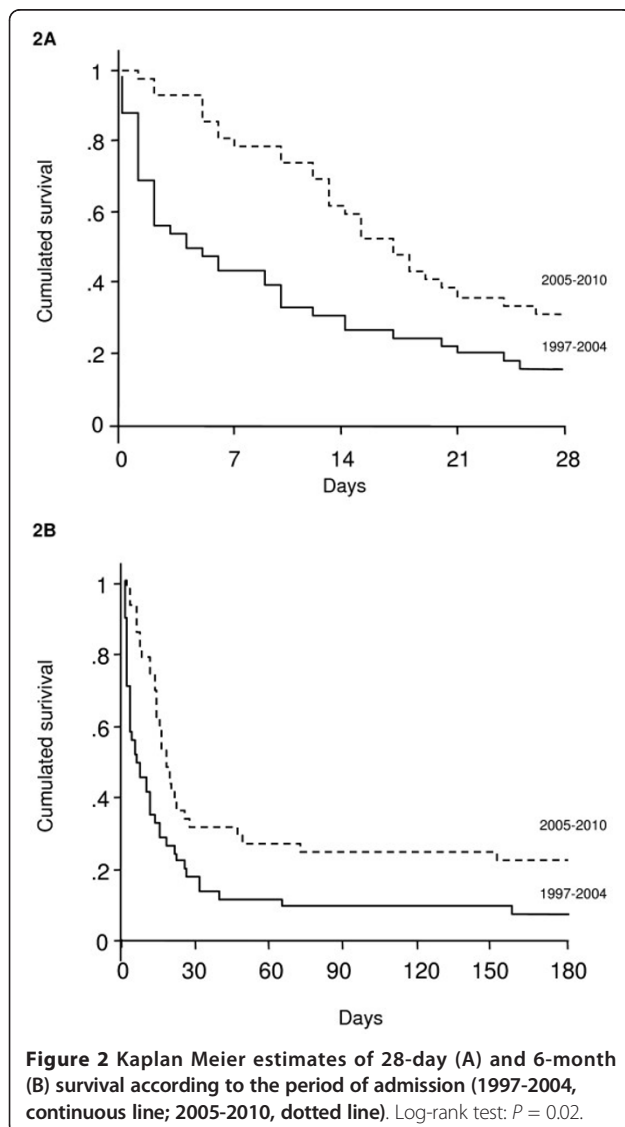 2A
1
.8
.6
.4
.2
0
Cumulated survival
2005-2010
1997-2004
0 7 14 21 28
Days
2B
1
.8
.6
.4
.2
0
Cumulated surivival
2005-2010
1997-2004
0 30 60 90 120 150 180
Days
Figure 2 Kaplan Meier estimates of 28-day (A) and 6-month
(B) survival according to the period of admission (1997-2004,
continuous line; 2005-2010, dotted line). Log-rank test: P = 0.02.